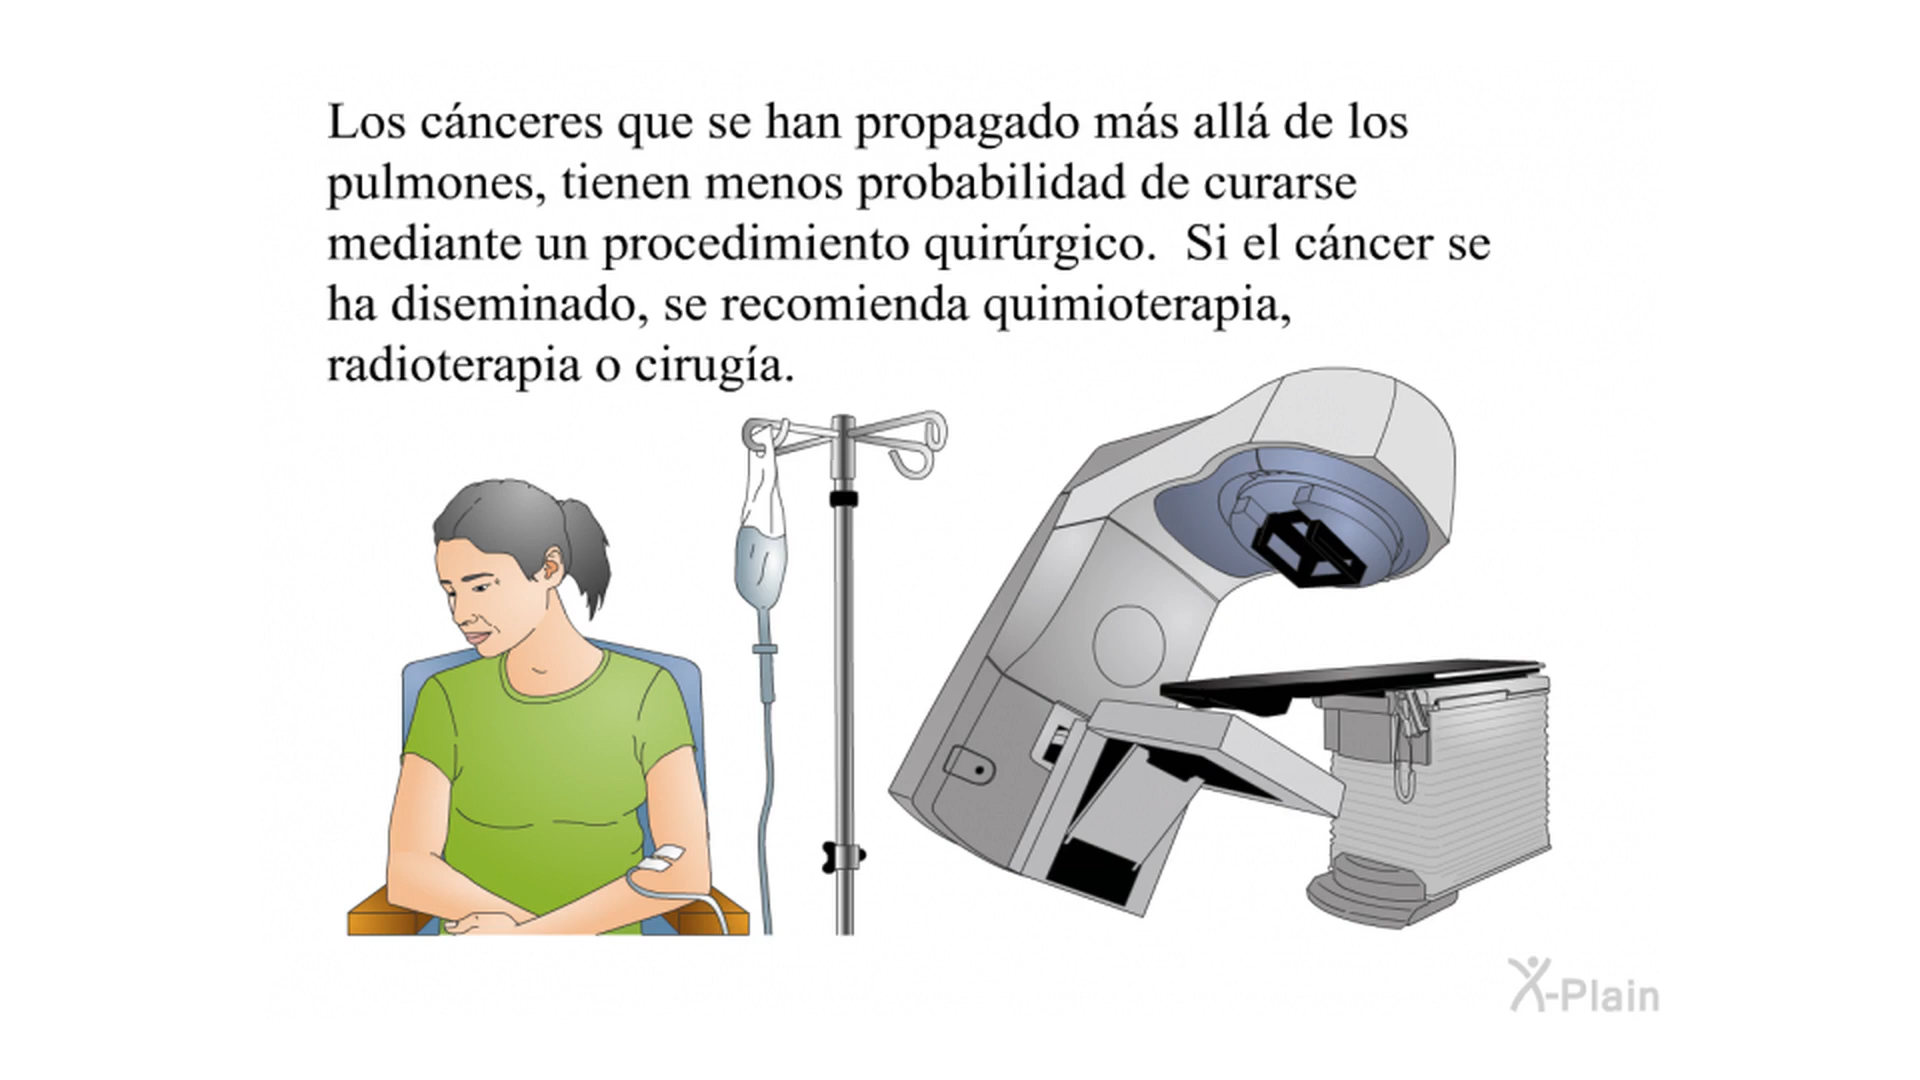 Los cánceres que se han propagado más allá de los
pulmones, tienen menos probabilidad de curarse
mediante un procedimiento quirúrgico.  Si el cáncer se
ha diseminado, se recomienda quimioterapia,
radioterapia o cirugía.
X-Plain